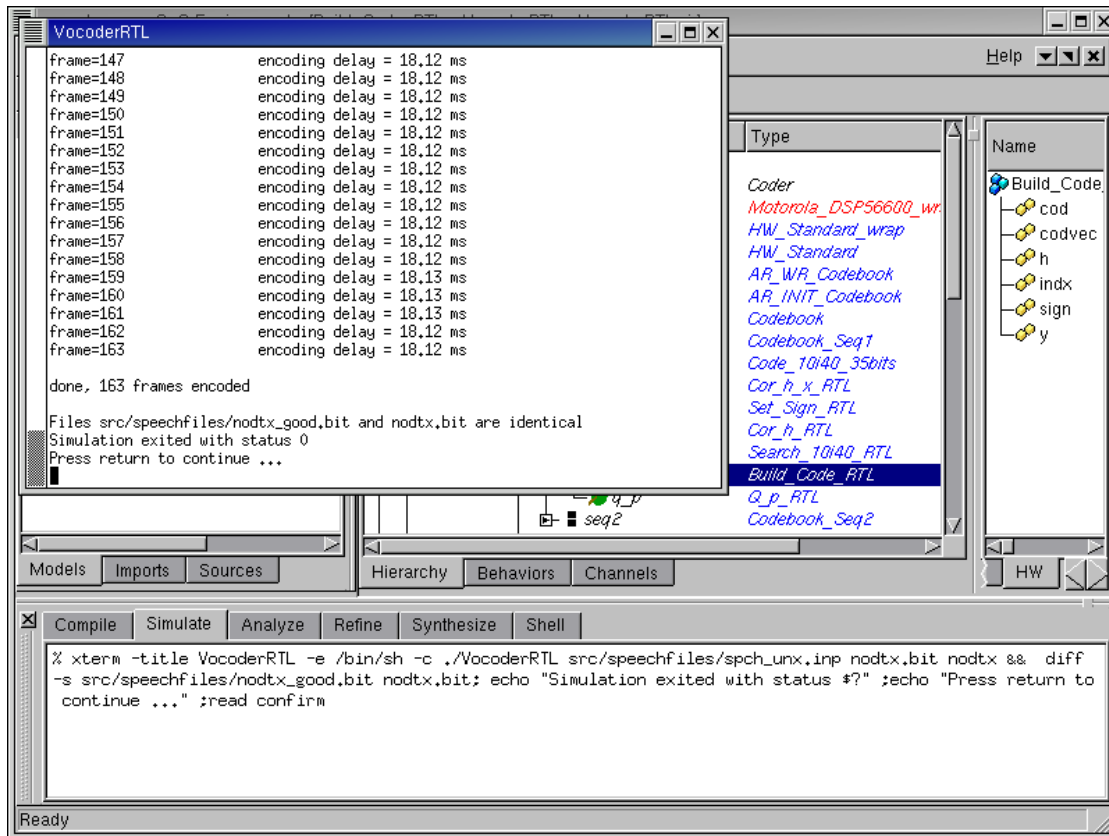 VocoderRTL
frame=147 encoding delay = 18.12 ms
frame=148 encoding delay = 18.12 ms
frame=149 encoding delay = 18.12 ms
frame=150 encoding delay = 18.12 ms
frame=151 encoding delay = 18.12 ms
frame=152 encoding delay = 18.12 ms
frame=153 encoding delay = 18.12 ms
frame=154 encoding delay = 18.12 ms
frame=155 encoding delay = 18.12 ms
frame=156 encoding delay = 18.12 ms
frame=157 encoding delay = 18.12 ms
frame=158 encoding delay = 18.12 ms
frame=159 encoding delay = 18.13 ms
frame=160 encoding delay = 18.13 ms
frame=161 encoding delay = 18.13 ms
frame=162 encoding delay = 18.12 ms
frame=163 encoding delay = 18.12 ms
done, 163 frames encoded
Files src/speechfiles/nodtx_good.bit and nodtx.bit are identical
Simulation exited with status 0
Press return to continue ...
Help
Type
Coder
Motorola_DSP56600_wr
HW_Standard_wrap
HW_Standard
AR_WR_Codebook
AR_INIT_Codebook
Codebook
Codebook_Seq1
Code_10i40_35bits
Cor_h_x_RTL
Set_Sign_RTL
Cor_h_RTL
Search_10i40_RTL
Build_Code_RTL
q_p Q_p_RTL
seq2 Codebook_Seq2
Name
Build_Code_
cod
codvec
h
indx
sign
y
Models Imports Sources
Hierarchy Behaviors Channels
HW
Compile Simulate Analyze Refine Synthesize Shell
% xterm -title VocoderRTL -e /bin/sh -c ./VocoderRTL src/speechfiles/spch_unx.inp nodtx.bit nodtx && diff
-s src/speechfiles/nodtx_good.bit nodtx.bit; echo "Simulation exited with status $?" ;echo "Press return to
continue ..." ;read confirm
Ready